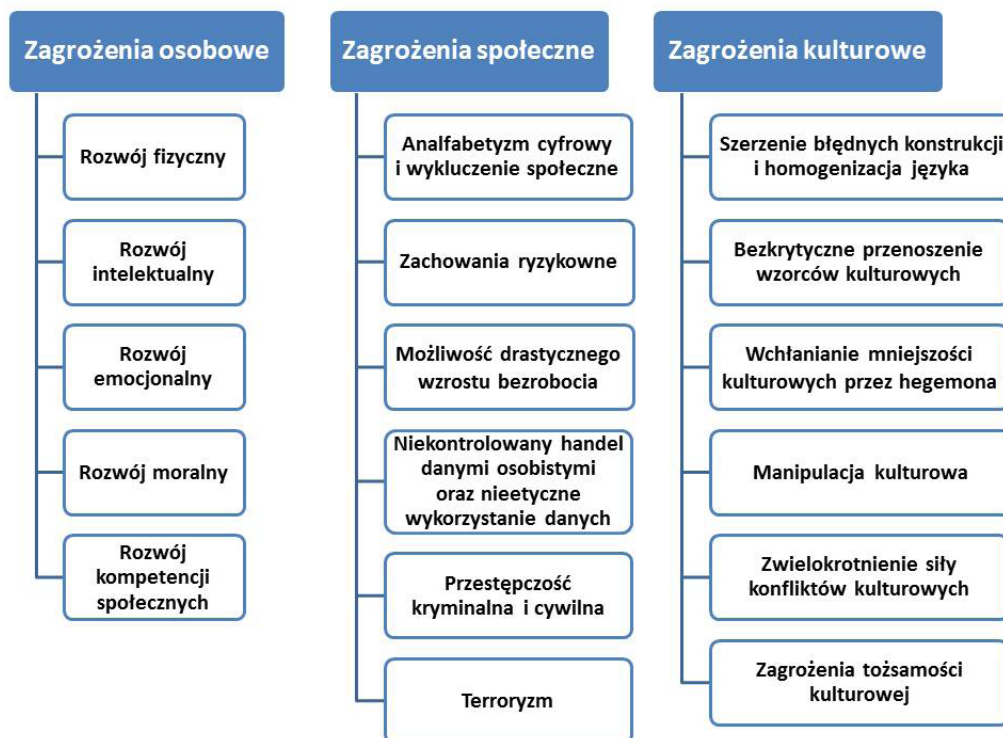 Zagrożenia osobowe
Rozwój fizyczny
Rozwój
intelektualny
Rozwój
emocjonalny
Rozwój moralny
Rozwój
kompetencji
społecznych
Zagrożenia społeczne
Analfabetyzm cyfrowy
i wykluczenie społeczne
Zachowania ryzykowne
Możliwość drastycznego
wzrostu bezrobocia
Niekontrolowany handel
danymi osobistymi
oraz nieetyczne
wykorzystanie danych
Przestępczość
kryminalna i cywilna
Terroryzm
Zagrożenia kulturowe
Szerzenie błędnych konstrukcji
i homogenizacja języka
Bezkrytyczne przenoszenie
wzorców kulturowych
Wchłanianie mniejszości
kulturowych przez hegemona
Manipulacja kulturowa
Zwielokrotnienie siły
konfliktów kulturowych
Zagrożenia tożsamości
kulturowej